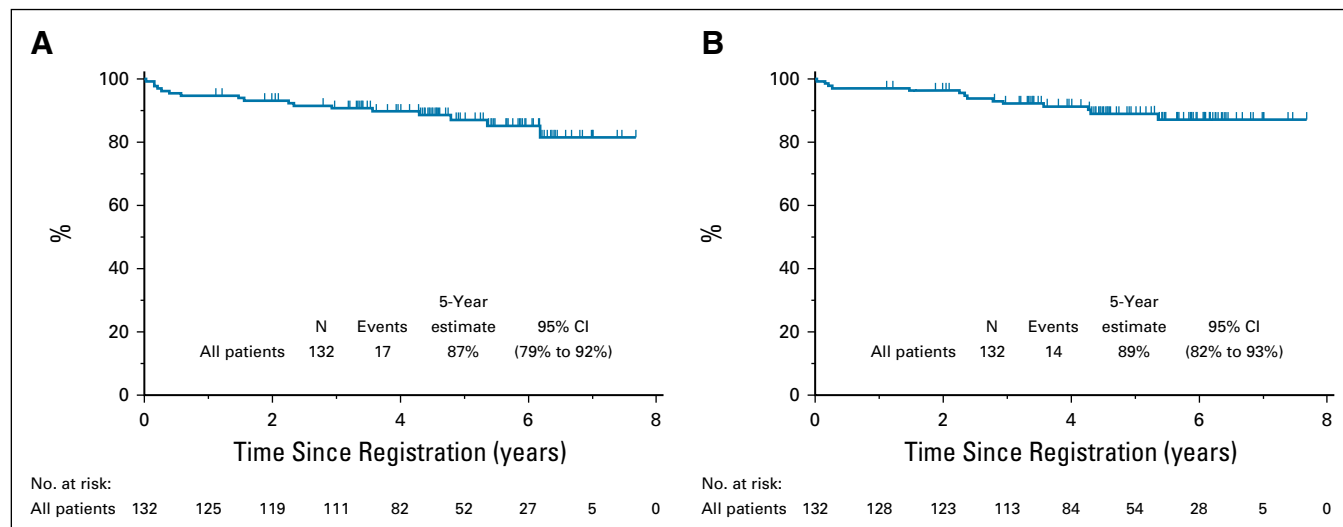 A
100
80
60
40
20
0
%
5-Year
N Events estimate 95% CI
All patients 132 17 87% (79% to 92%)
0 2 4 6 8
Time Since Registration (years)
No. at risk:
All patients 132 125 119 111 82 52 27 5 0
B
100
80
60
40
20
0
%
5-Year
N Events estimate 95% CI
All patients 132 14 89% (82% to 93%)
0 2 4 6 8
Time Since Registration (years)
No. at risk:
All patients 132 128 123 113 84 54 28 5 0